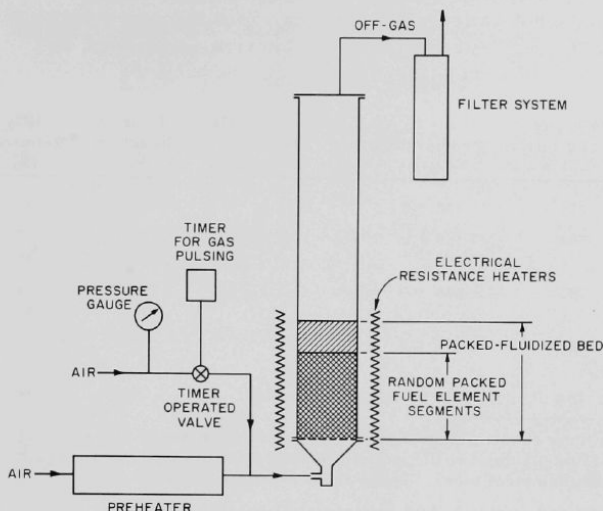 OFF-GAS
FILTER SYSTEM
TIMER
FOR GAS
PULSING
PRESSURE
GAUGE
ELECTRICAL
RESISTANCE HEATERS
PACKED-FLUIDIZED BED
AIR
TIMER
OPERATED
VALVE
RANDOM PACKED
FUEL ELEMENT
SEGMENTS
AIR
PREHEATER